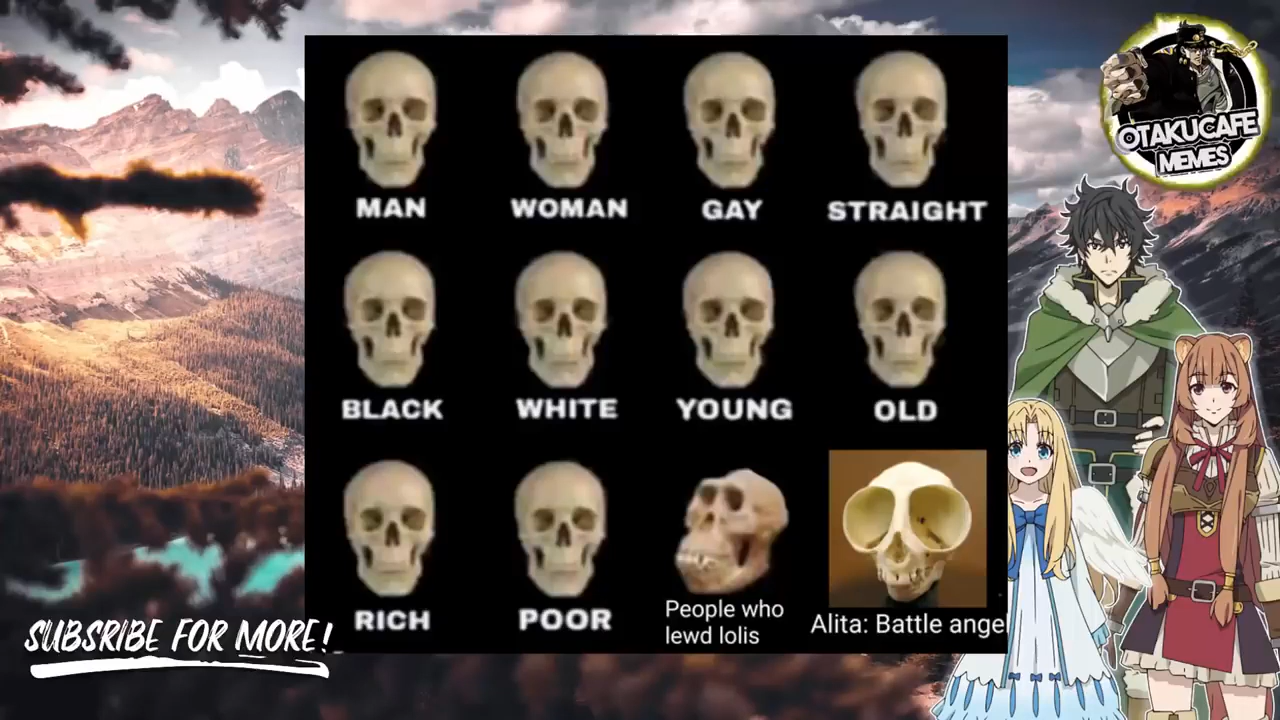 OTAKUCAFE
MEMES
MAN
WOMAN
GAY
STRAIGHT
BLACK
WHITE
YOUNG
OLD
RICH
POOR
People who
lewd lolis
Alita: Battle angel
SUBSRIBE FOR MORE!